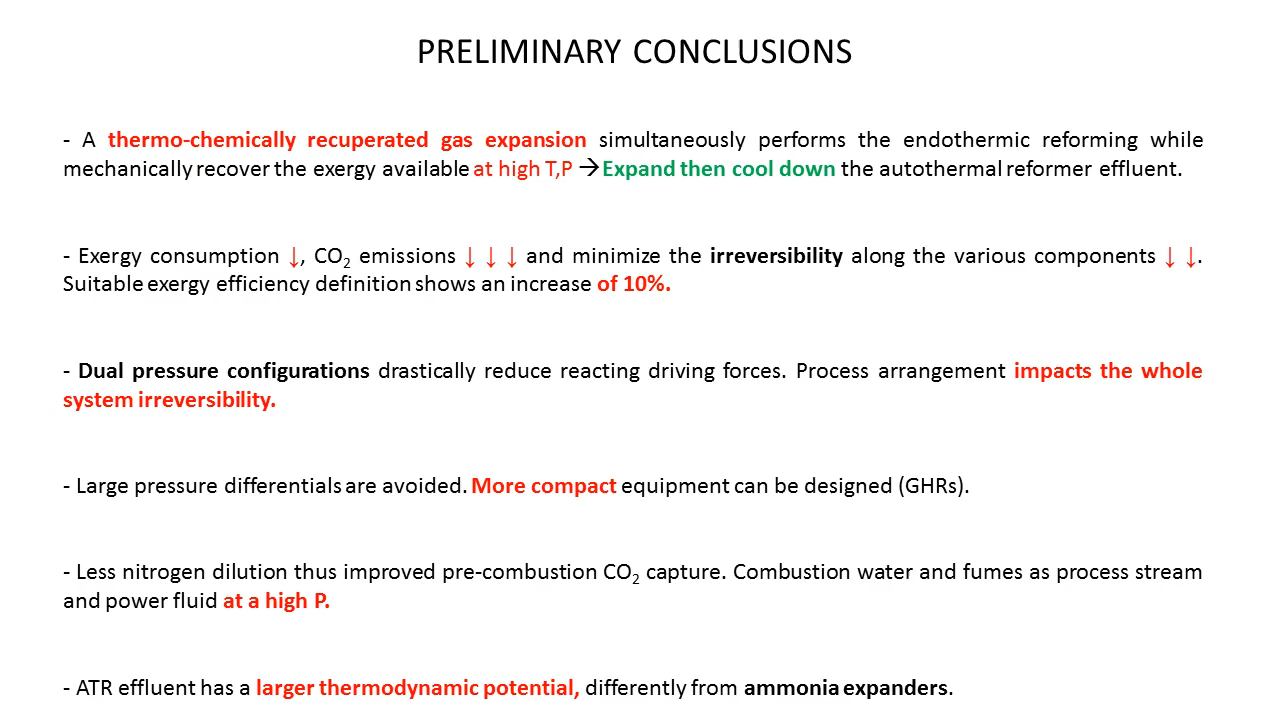 PRELIMINARY CONCLUSIONS
- A thermo-chemically recuperated gas expansion simultaneously performs the endothermic reforming while
mechanically recover the exergy available at high T,P →Expand then cool down the autothermal reformer effluent.
- Exergy consumption ↓, CO₂ emissions ↓ ↓ ↓ and minimize the irreversibility along the various components ↓ ↓.
Suitable exergy efficiency definition shows an increase of 10%.
- Dual pressure configurations drastically reduce reacting driving forces. Process arrangement impacts the whole
system irreversibility.
- Large pressure differentials are avoided. More compact equipment can be designed (GHRs).
- Less nitrogen dilution thus improved pre-combustion CO₂ capture. Combustion water and fumes as process stream
and power fluid at a high P.
- ATR effluent has a larger thermodynamic potential, differently from ammonia expanders.